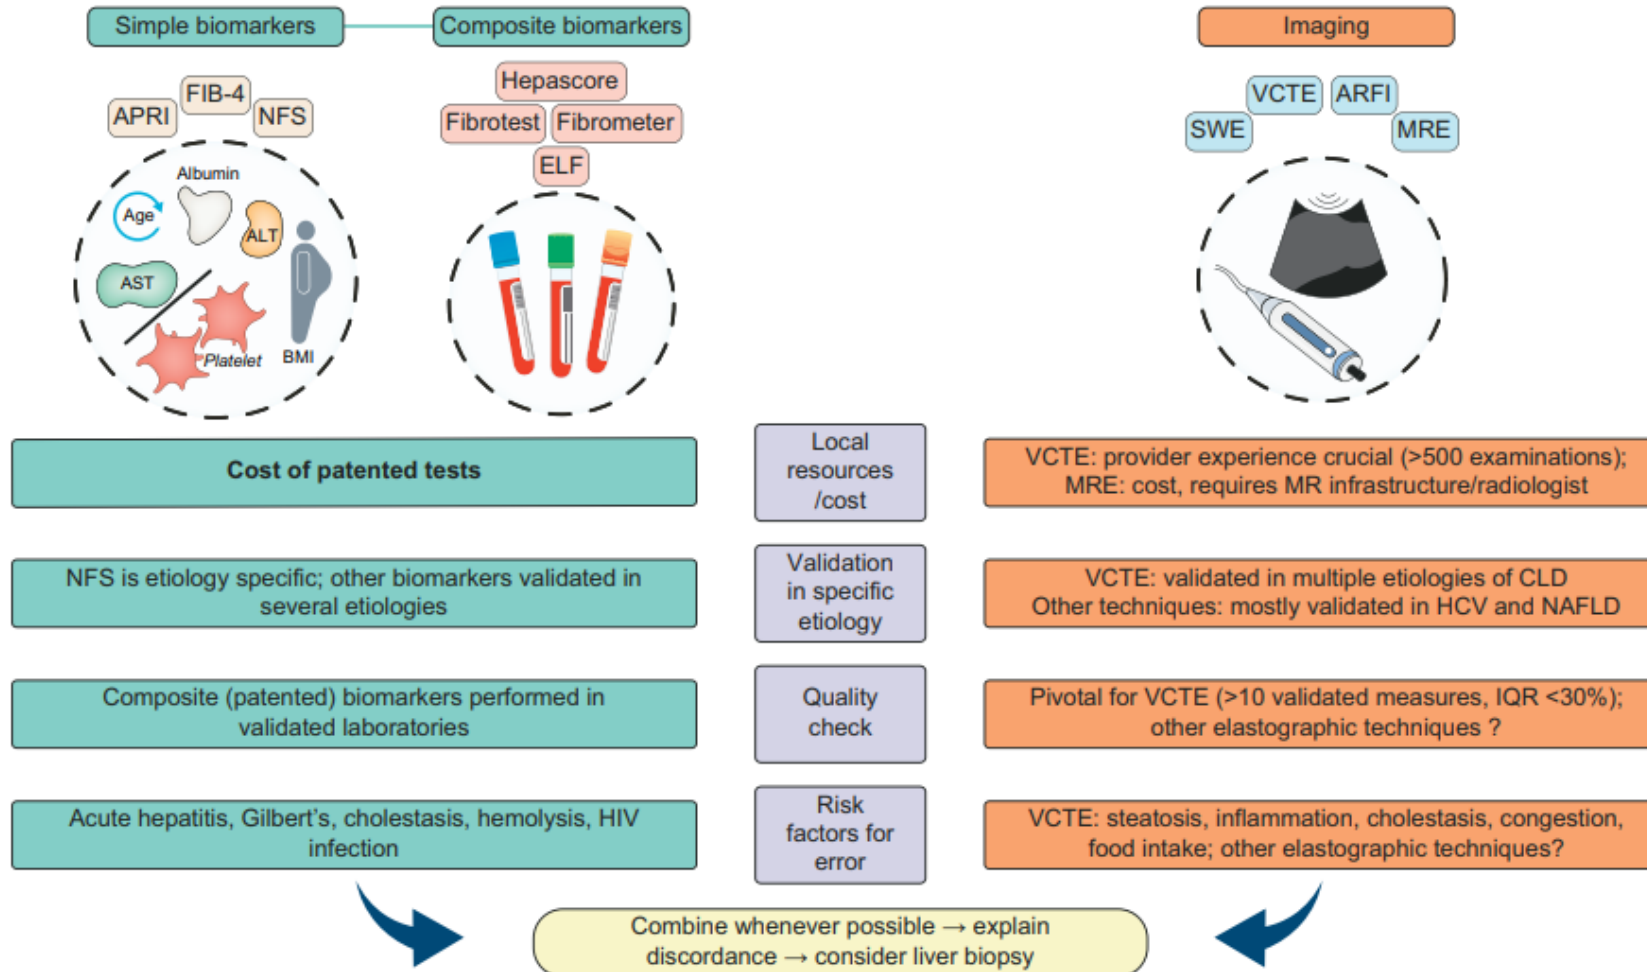 Simple biomarkers
Composite biomarkers
Imaging
APRI
FIB-4
NFS
Hepascore
Fibrotest
Fibrometer
ELF
SWE
VCTE
ARFI
MRE
Albumin
Age
ALT
AST
Platelet
BMI
Cost of patented tests
Local
resources
/cost
VCTE: provider experience crucial (>500 examinations);
MRE: cost, requires MR infrastructure/radiologist
NFS is etiology specific; other biomarkers validated in
several etiologies
Validation
in specific
etiology
VCTE: validated in multiple etiologies of CLD
Other techniques: mostly validated in HCV and NAFLD
Composite (patented) biomarkers performed in
validated laboratories
Quality
check
Pivotal for VCTE (>10 validated measures, IQR <30%);
other elastographic techniques ?
Acute hepatitis, Gilbert's, cholestasis, hemolysis, HIV
infection
Risk
factors for
error
VCTE: steatosis, inflammation, cholestasis, congestion,
food intake; other elastographic techniques?
Combine whenever possible → explain
discordance → consider liver biopsy